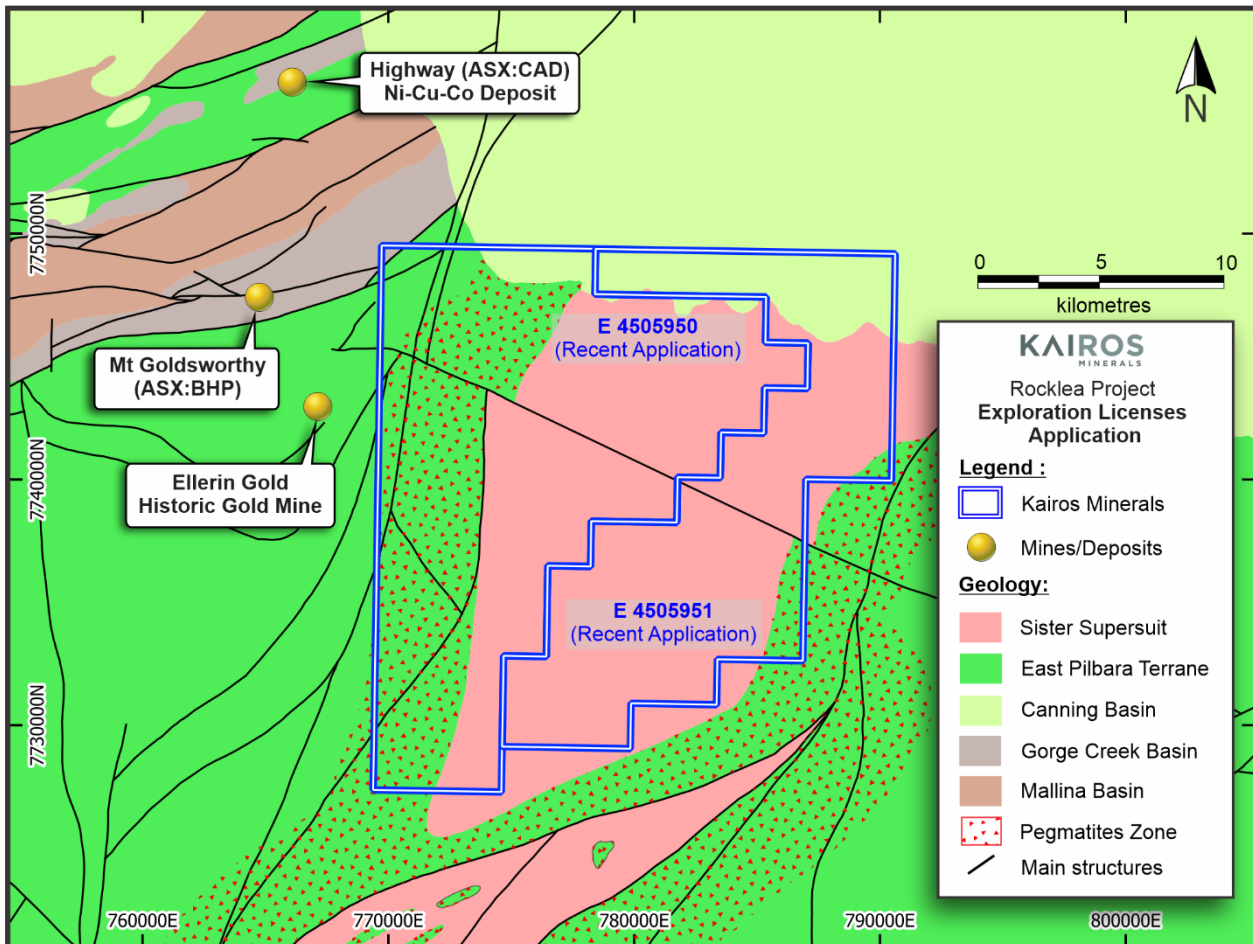 Highway (ASX:CAD)
Ni-Cu-Co Deposit
N
7750000N
0
5
10
kilometres
E 4505950
(Recent Application)
Mt Goldsworthy
(ASX:BHP)
Ellerin Gold
Historic Gold Mine
7740000N
E 4505951
(Recent Application)
7730000N
KAIROS
MINERALS
Rocklea Project
Exploration Licenses
Application
Legend :
Kairos Minerals
Mines/Deposits
Geology:
Sister Supersuit
East Pilbara Terrane
Canning Basin
Gorge Creek Basin
Mallina Basin
Pegmatites Zone
Main structures
760000E
770000E
780000E
790000E
800000E